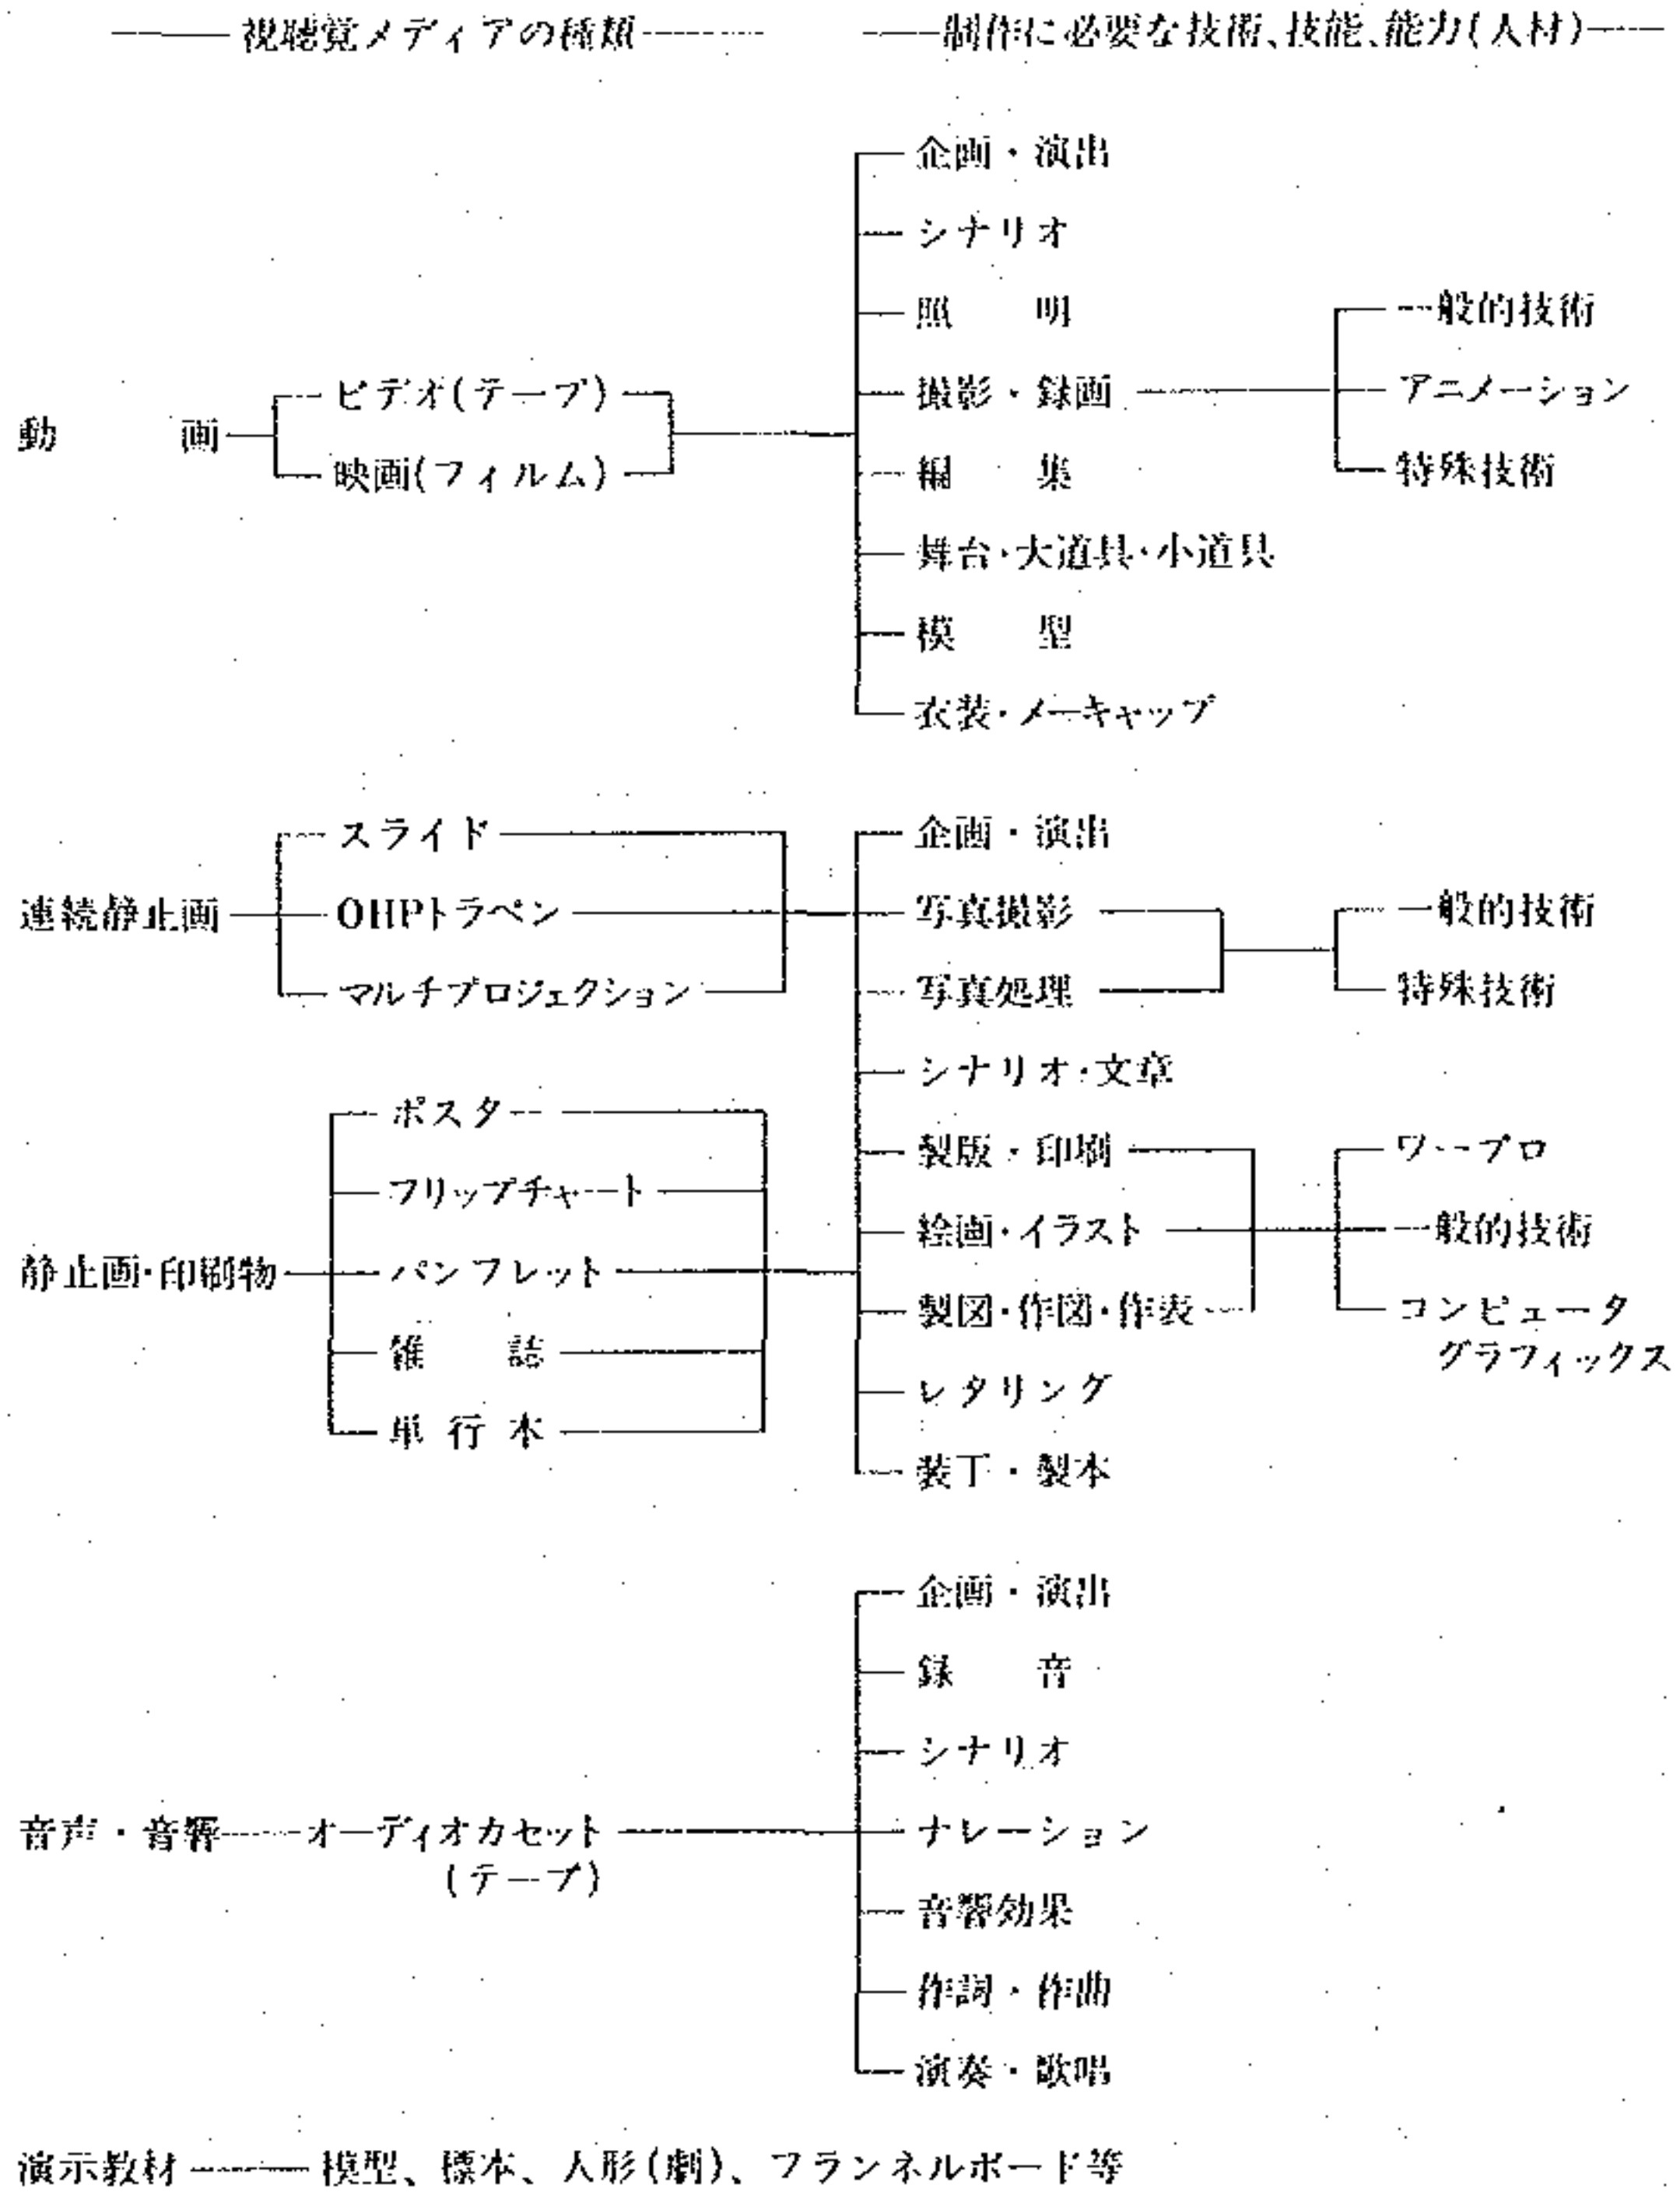 視聴覚メディアの種類
制作に必要な技術、技能、能力(人材)
動　　画
ビデオ(テープ)
映画(フィルム)
企画・演出
シナリオ
照　　明
撮影・録画
編　　集
舞台・大道具・小道具
模　　型
衣装・メーキャップ
一般的技術
アニメーション
特殊技術
連続静止画
スライド
OHPトラペン
マルチプロジェクション
静止画・印刷物
ポスター
フリップチャート
パンフレット
雑　　誌
単行本
企画・演出
写真撮影
写真処理
シナリオ・文章
製版・印刷
絵画・イラスト
製図・作図・作表
レタリング
装丁・製本
一般的技術
特殊技術
ワープロ
一般的技術
コンピュータ
グラフィックス
音声・音響
オーディオカセット
(テープ)
企画・演出
録　　音
シナリオ
ナレーション
音響効果
作詞・作曲
演奏・歌唱
演示教材
模型、標本、人形(劇)、フランネルボード等